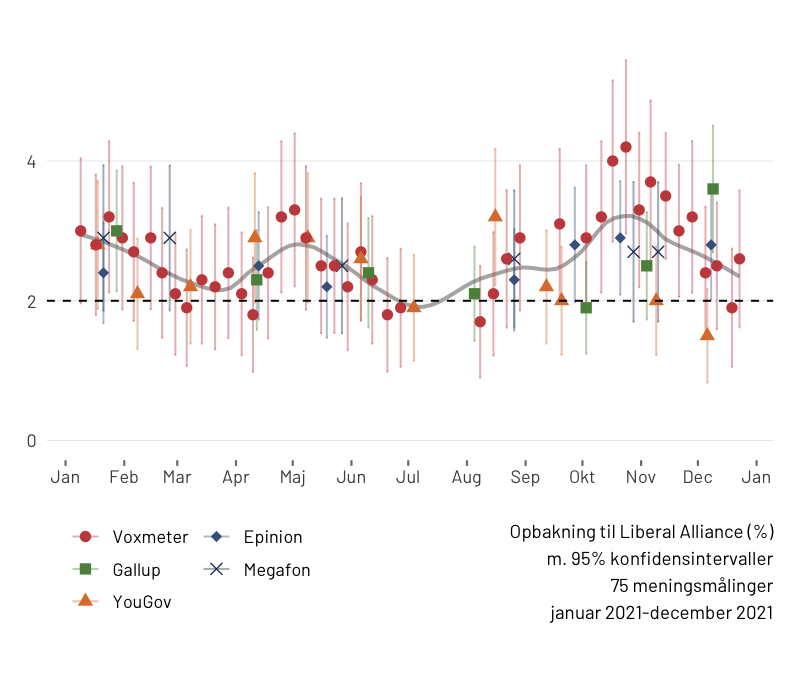 4
2
0
Jan Feb Mar Apr Maj Jun Jul Aug Sep Okt Nov Dec Jan
Voxmeter Epinion
Gallup Megafon
YouGov
Opbakning til Liberal Alliance (%)
m. 95% konfidensintervaller
75 meningsmålinger
januar 2021-december 2021